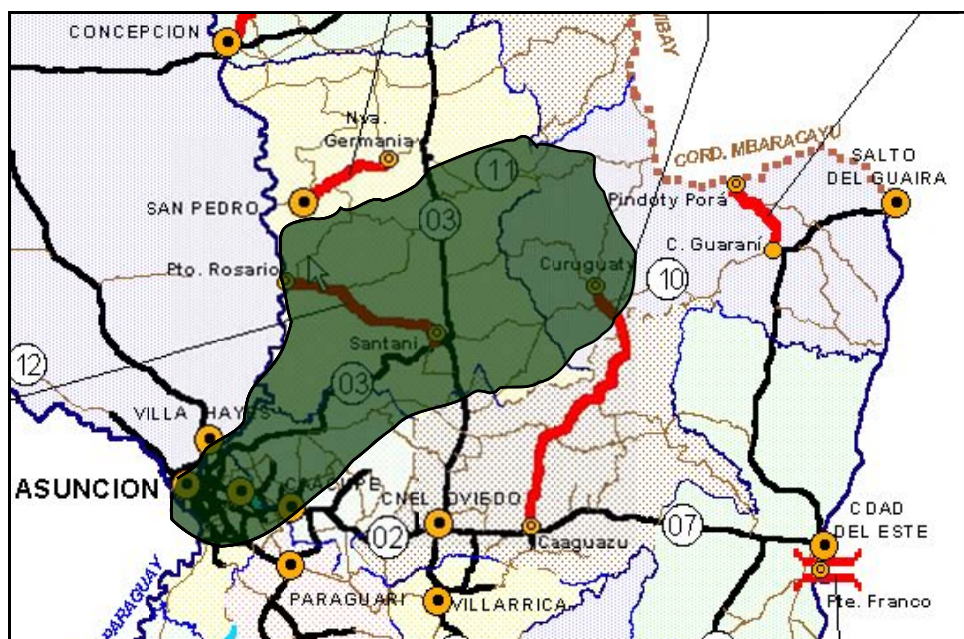 CONCEPCION
MBAY
Nva.
Germania
CORD. MBARACAYU
SALTO
DEL GUAIRA
11
Pindoty Porá
SAN PEDRO
03
C. Guaraní
Pto. Rosario
Curuguaty
10
Santaní
12
03
VILLA HAYES
ASUNCION
CAACUPE
CNEL OVIEDO
CDAD
DEL ESTE
02
Caaguazu
07
PARAGUARI
VILLARRICA
Pte. Franco
PARAGUAY